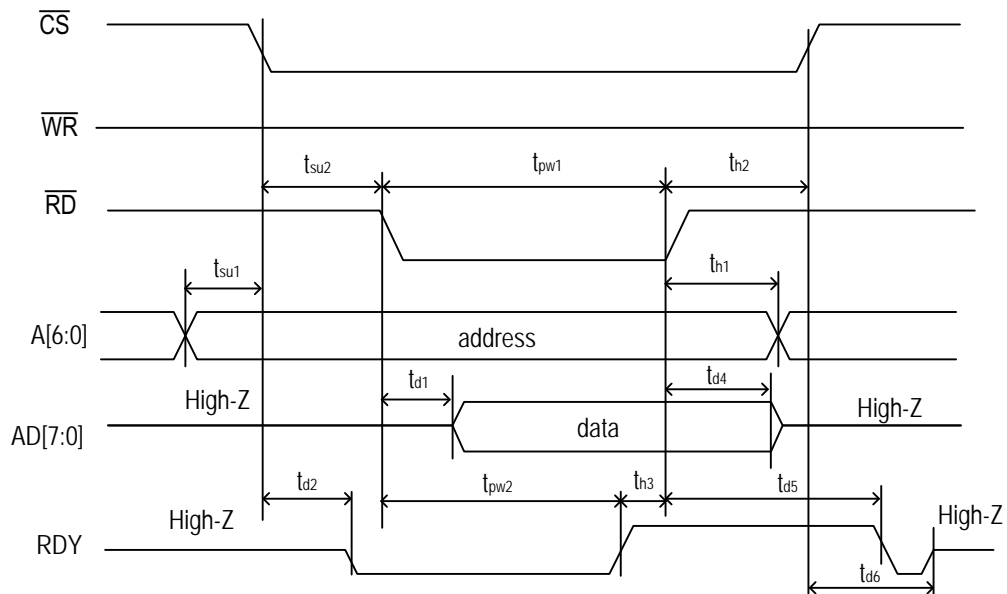 CS
WR
tsu2 tpw1 th2
RD
tsu1 th1
A[6:0] address
td1 td4
High-Z High-Z
AD[7:0] data
td2 tpw2 th3 td5
High-Z High-Z
RDY
td6